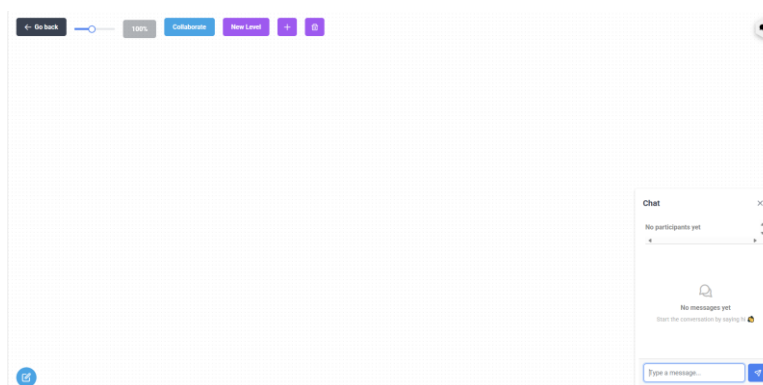 ← Go back
100%
Collaborate
New Level
+
Chat
×
No participants yet
No messages yet
Start the conversation by saying hi 👋
Type a message...